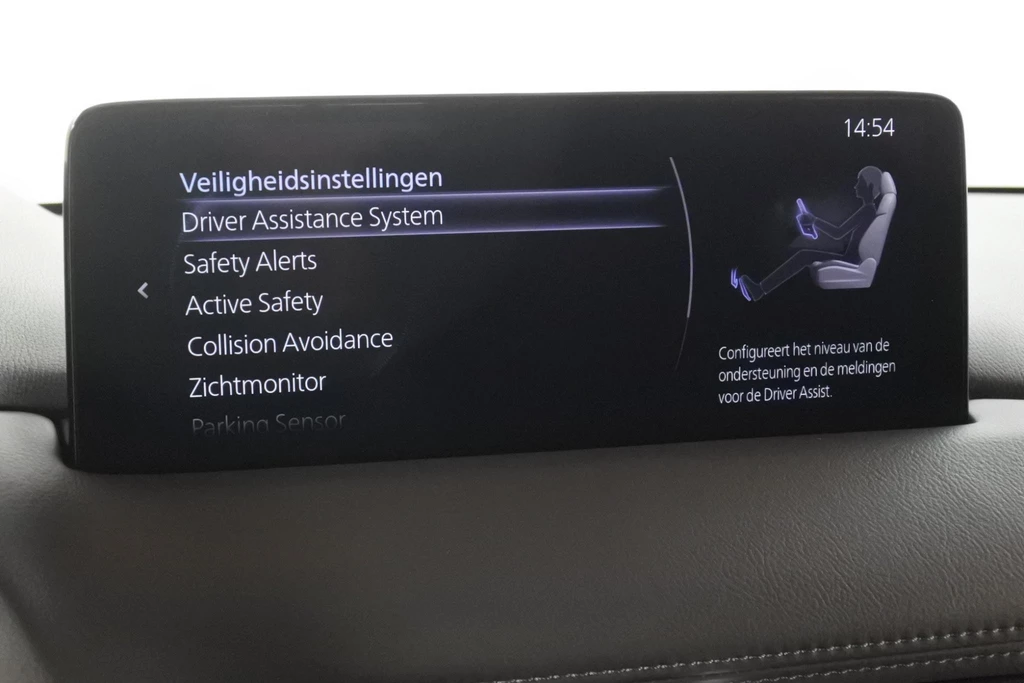 14:54
Veiligheidsinstellingen
Driver Assistance System
Safety Alerts
Active Safety
Collision Avoidance
Zichtmonitor
Parking Sensor
Configureert het niveau van de
ondersteuning en de meldingen
voor de Driver Assist.